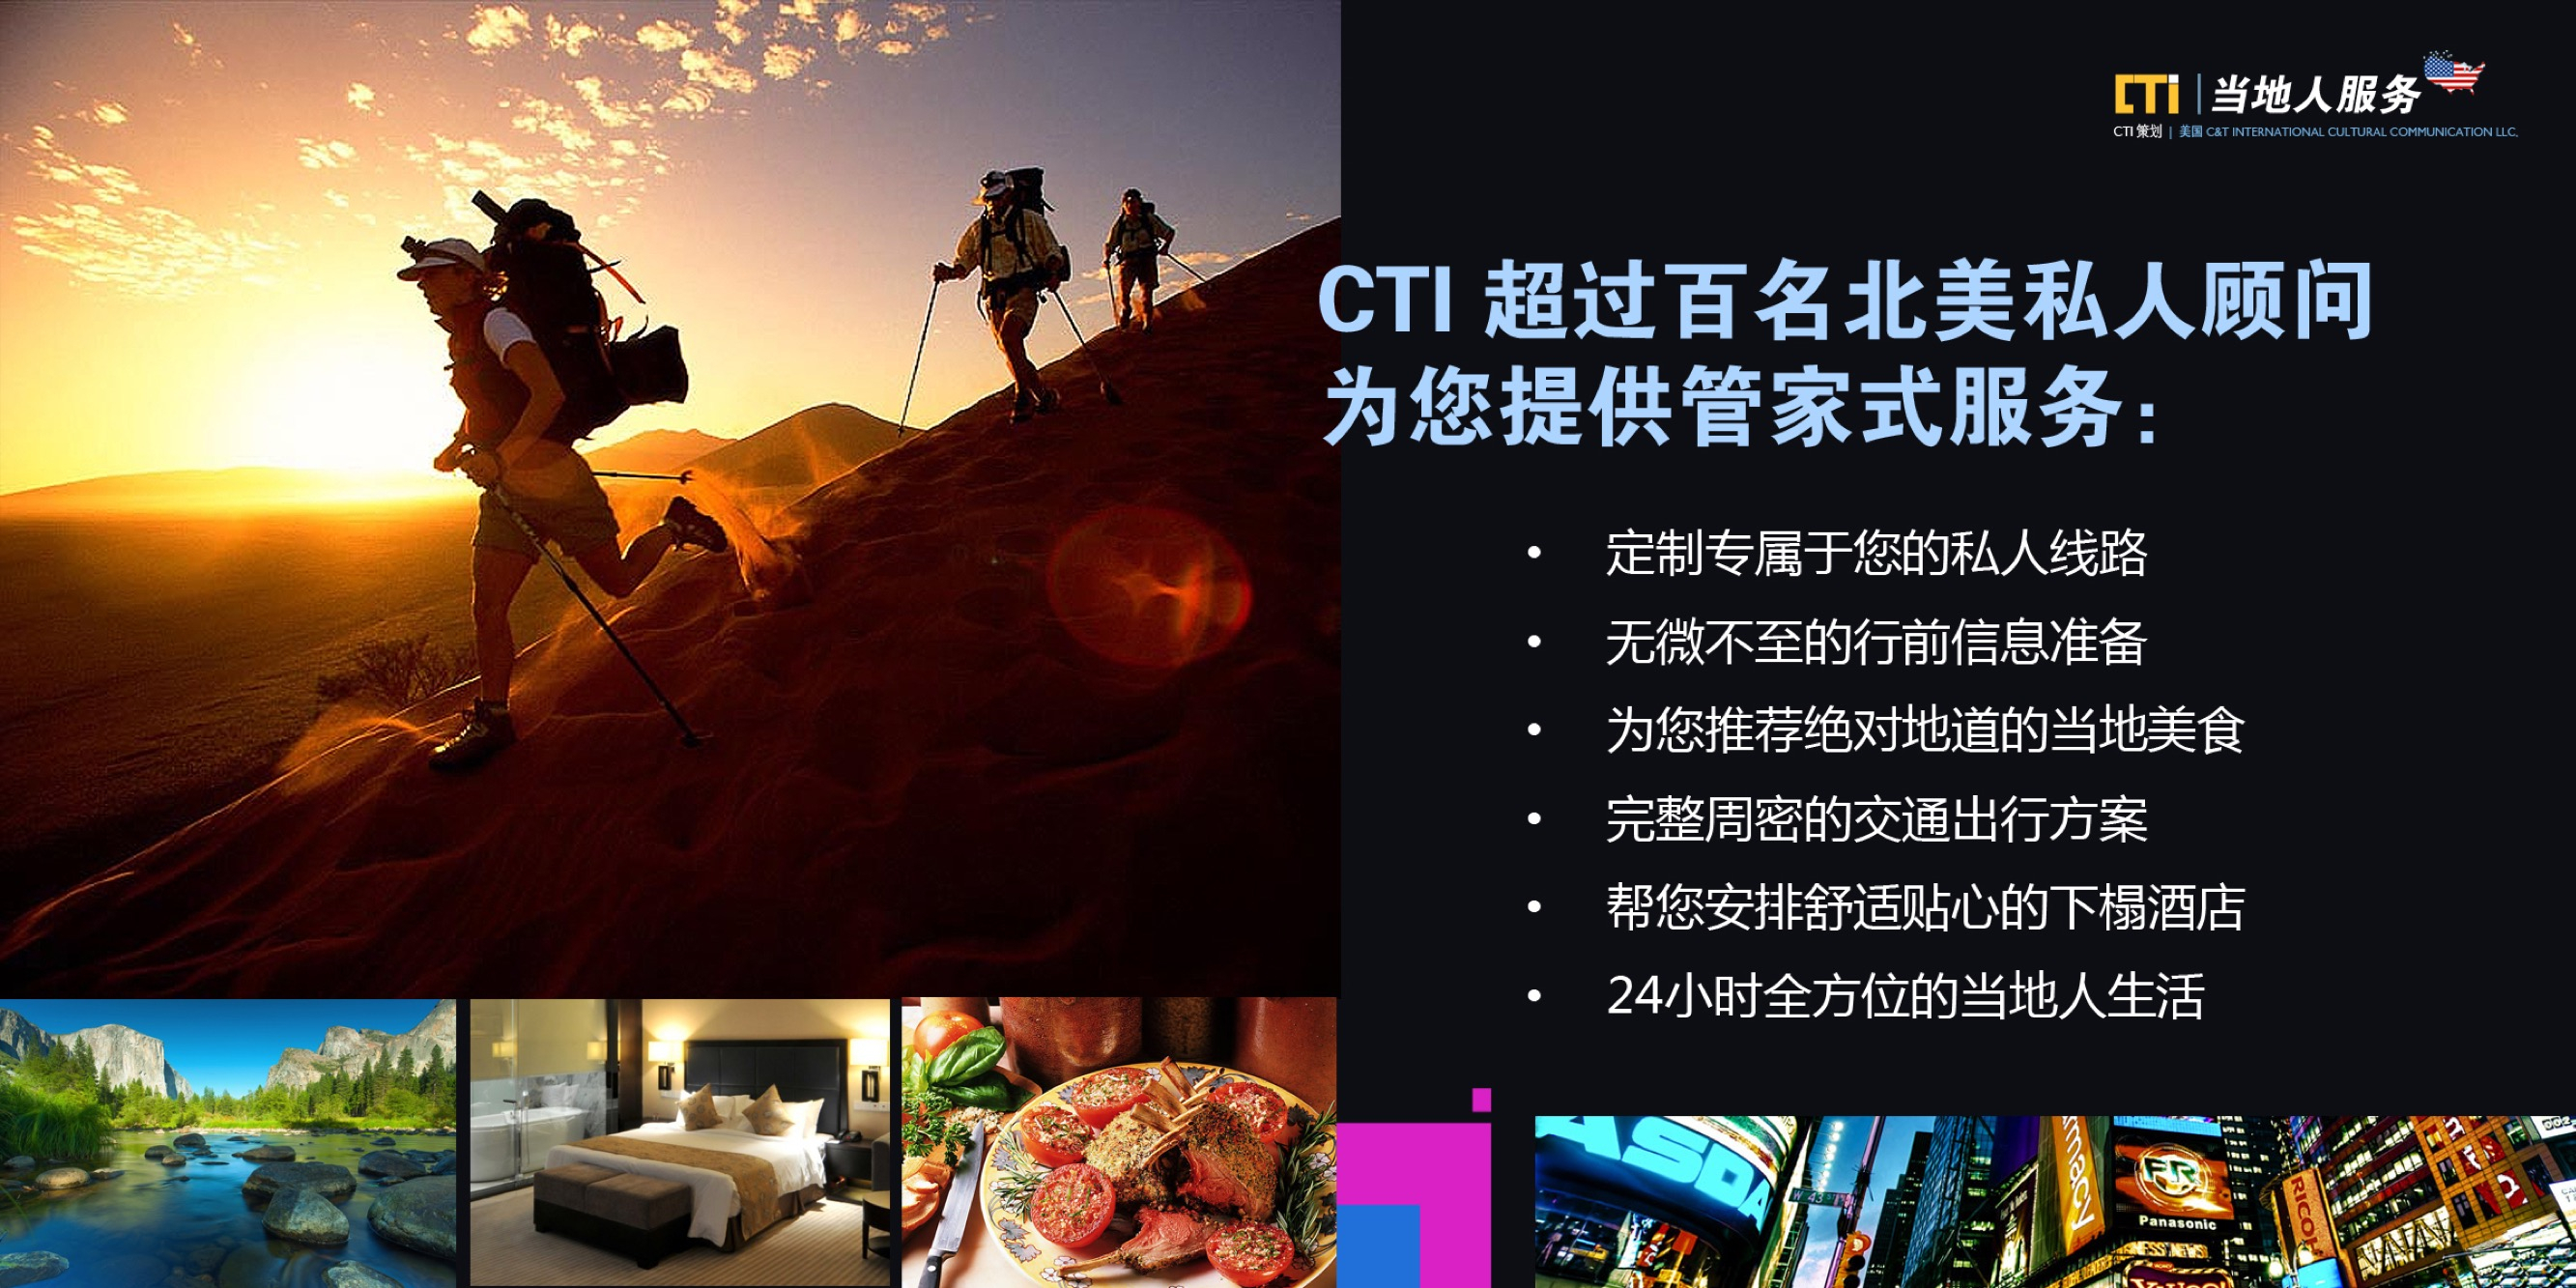 CTi 当地人服务
CTI 策划 | 美国 C&T INTERNATIONAL CULTURAL COMMUNICATION LLC.
CTI 超过百名北美私人顾问
为您提供管家式服务：
• 定制专属于您的私人线路
• 无微不至的行前信息准备
• 为您推荐绝对地道的当地美食
• 完整周密的交通出行方案
• 帮您安排舒适贴心的下榻酒店
• 24小时全方位的当地人生活
ASDA
W 43 ST
FR
Panasonic
RICOH